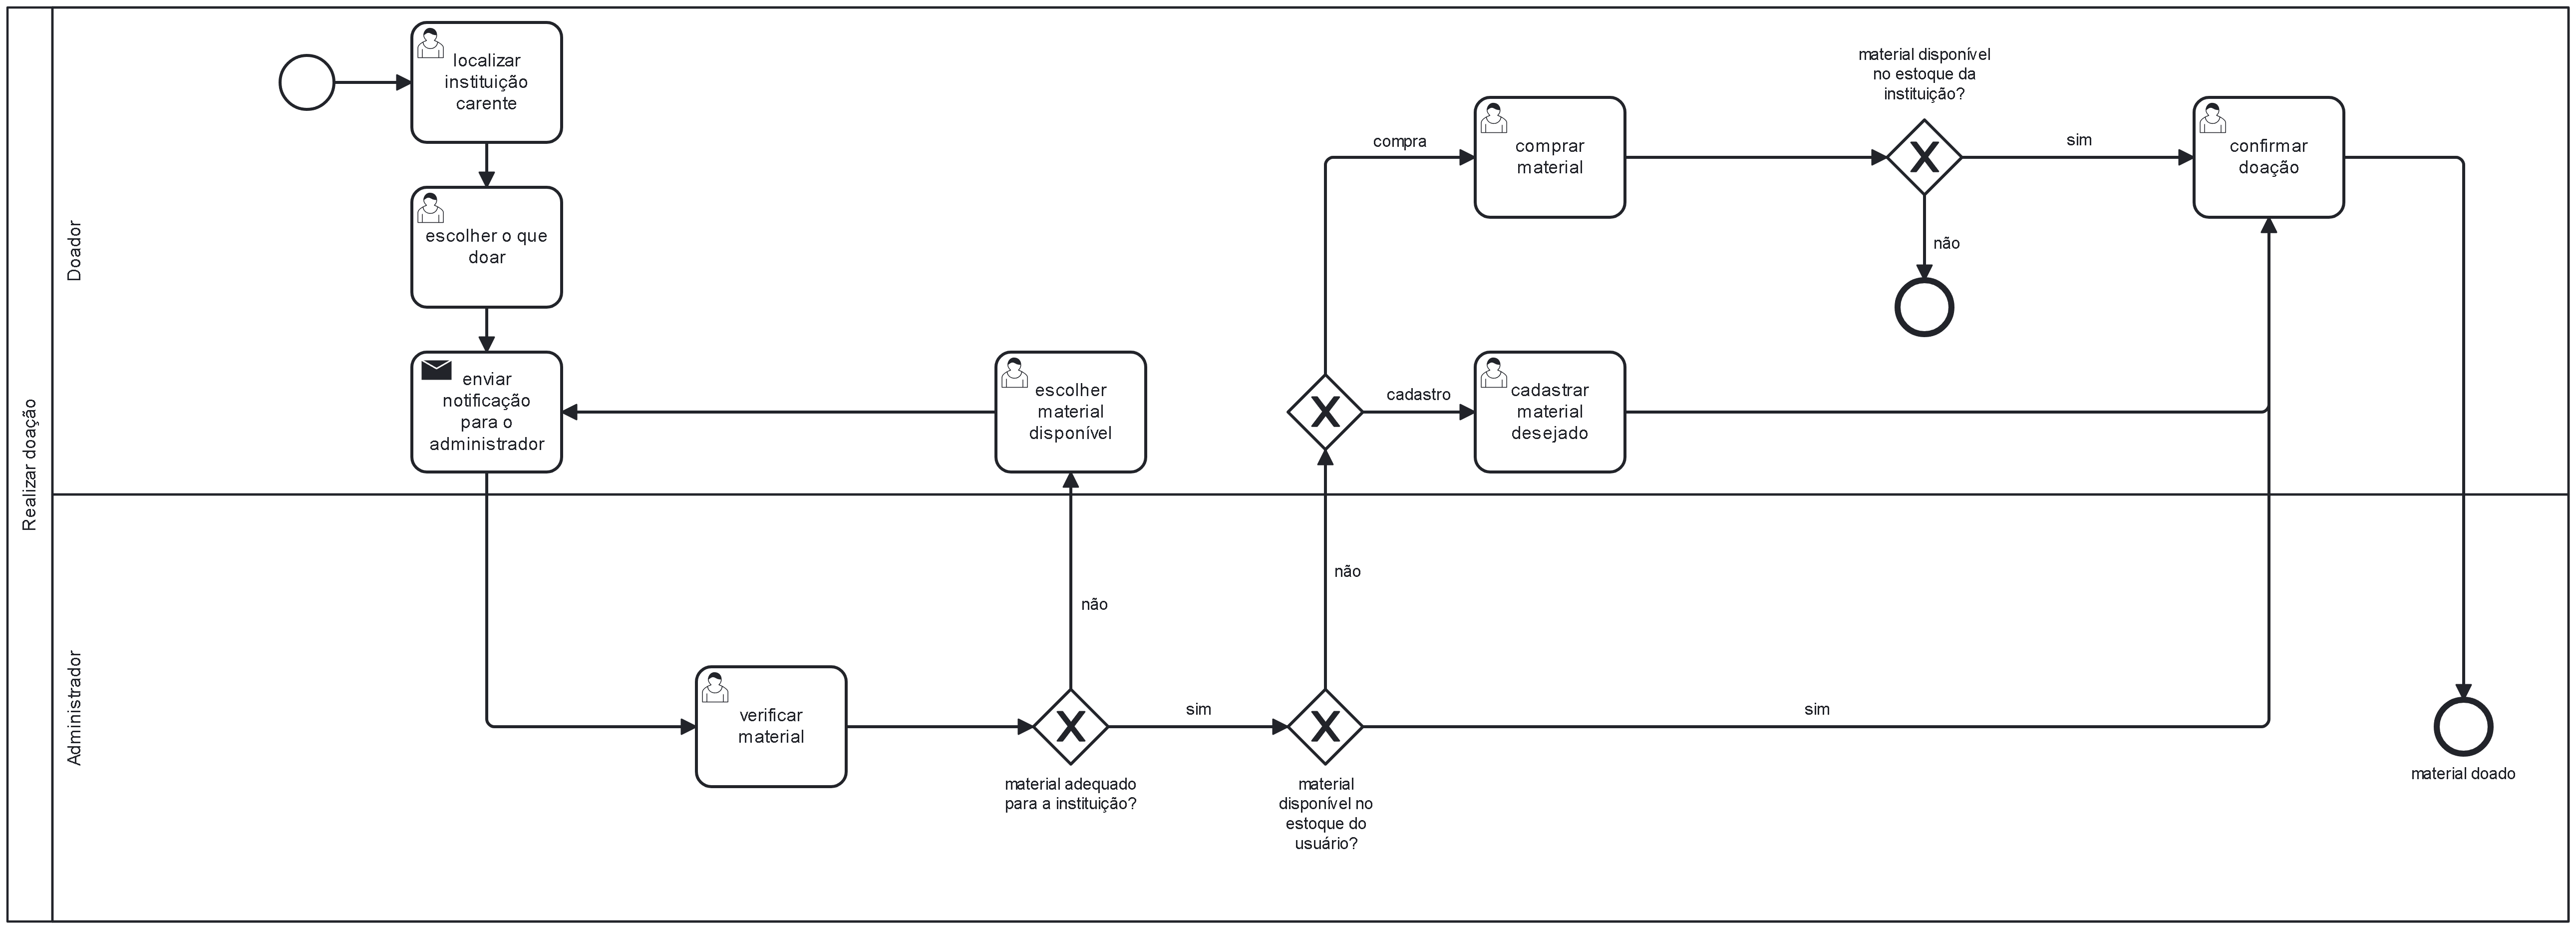 Realizar doação
Doador
localizar
instituição
carente
escolher o que
doar
enviar
notificação
para o
administrador
escolher
material
disponível
compra
comprar
material
material disponível
no estoque da
instituição?
sim
não
confirmar
doação
cadastro
cadastrar
material
desejado
Administrador
verificar
material
não
material adequado
para a instituição?
sim
não
material
disponível no
estoque do
usuário?
sim
material doado